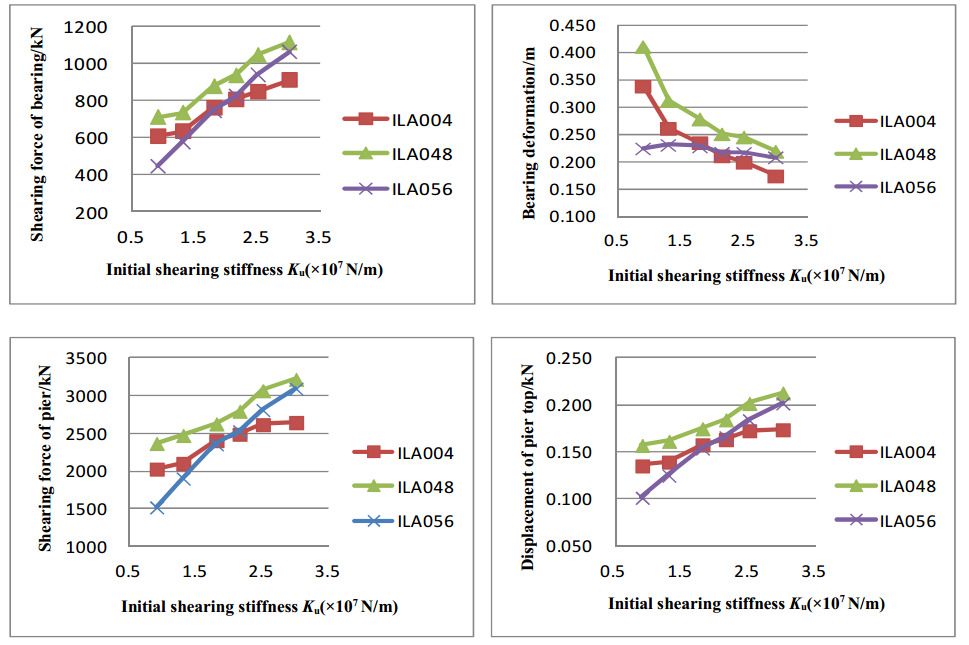 Shearing force of bearing/kN
1200
1000
800
600
400
200
0.5 1.5 2.5 3.5
Initial shearing stiffness Ku(×10⁷ N/m)
ILA004
ILA048
ILA056
Bearing deformation/m
0.450
0.400
0.350
0.300
0.250
0.200
0.150
0.100
0.5 1.5 2.5 3.5
Initial shearing stiffness Ku(×10⁷ N/m)
ILA004
ILA048
ILA056
Shearing force of pier/kN
3500
3000
2500
2000
1500
1000
0.5 1.5 2.5 3.5
Initial shearing stiffness Ku(×10⁷ N/m)
ILA004
ILA048
ILA056
Displacement of pier top/kN
0.250
0.200
0.150
0.100
0.050
0.5 1.5 2.5 3.5
Initial shearing stiffness Ku(×10⁷ N/m)
ILA004
ILA048
ILA056